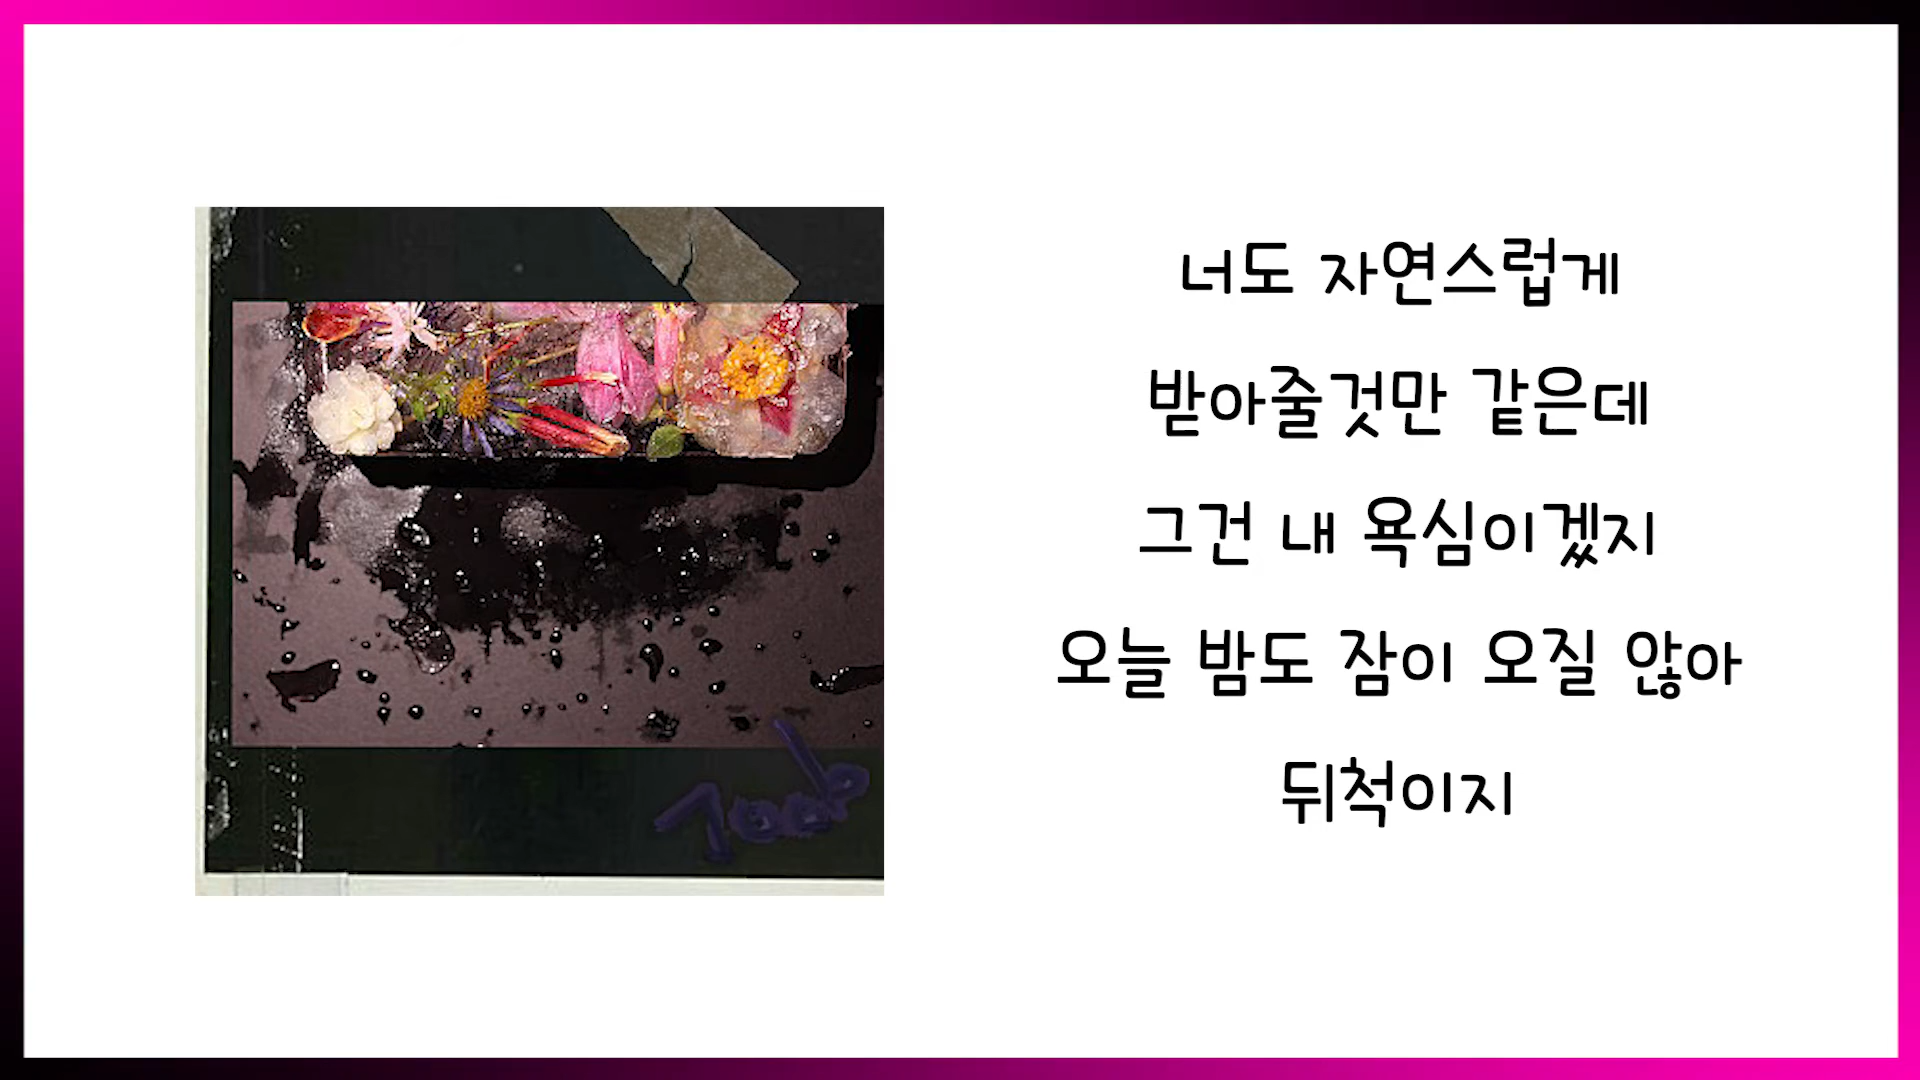 너도 자연스럽게
받아줄것만 같은데
그건 내 욕심이겠지
오늘 밤도 잠이 오질 않아
뒤척이지